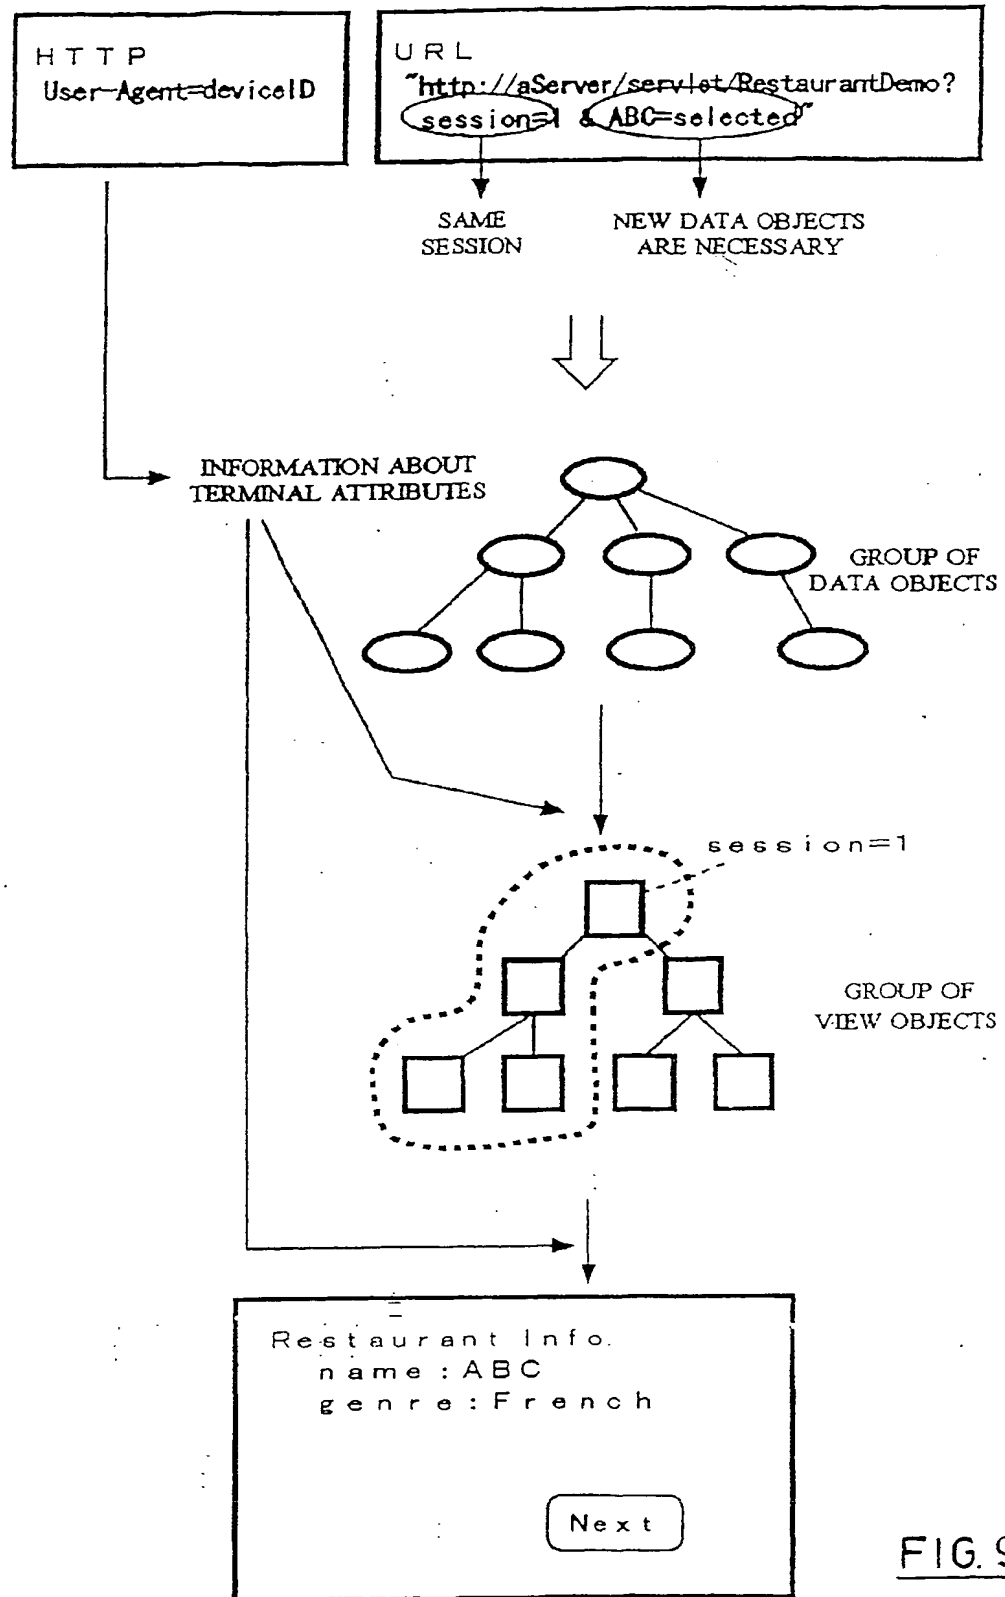 HTTP
User-Agent=deviceID
URL
"http://aServer/servlet/RestaurantDemo?
session=1 & ABC=selected"
SAME
SESSION
NEW DATA OBJECTS
ARE NECESSARY
INFORMATION ABOUT
TERMINAL ATTRIBUTES
GROUP OF
DATA OBJECTS
session=1
GROUP OF
VIEW OBJECTS
Restaurant Info.
name:ABC
genre:French
Next
FIG. 9